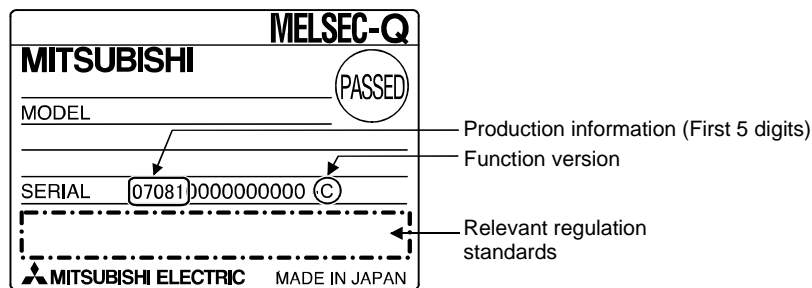 MELSEC-Q
MITSUBISHI
PASSED
MODEL
Production information (First 5 digits)
Function version
SERIAL 070810000000000 -C
Relevant regulation
standards
MITSUBISHI ELECTRIC MADE IN JAPAN